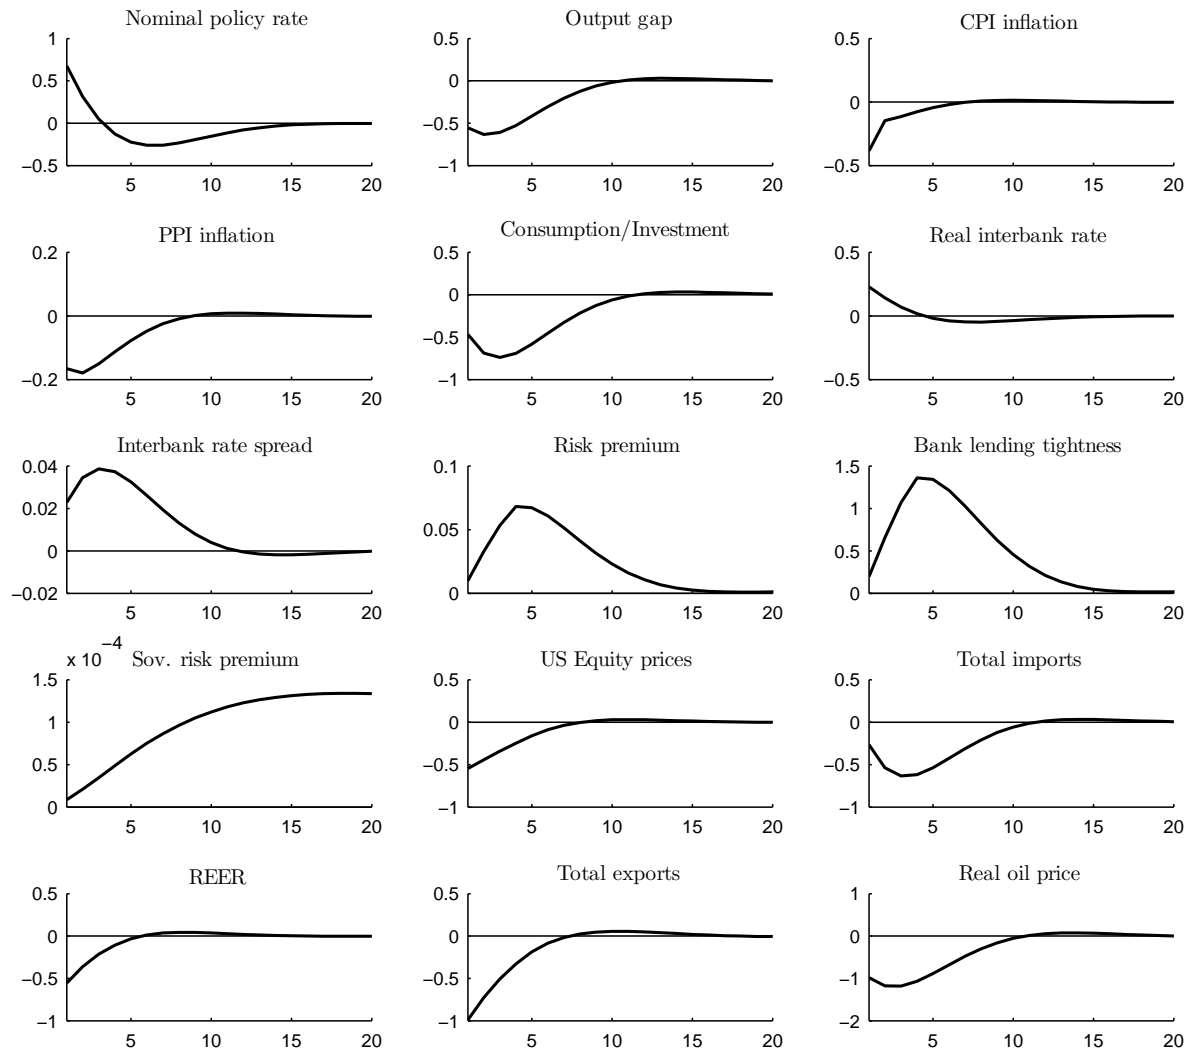 Nominal policy rate
Output gap
CPI inflation
1
0.5
0
−0.5
5 10 15 20
0.5
0
−0.5
−1
5 10 15 20
0.5
0
−0.5
5 10 15 20
PPI inflation
Consumption/Investment
Real interbank rate
0.2
0
−0.2
5 10 15 20
0.5
0
−0.5
−1
5 10 15 20
0.5
0
−0.5
5 10 15 20
Interbank rate spread
Risk premium
Bank lending tightness
0.04
0.02
0
−0.02
5 10 15 20
0.1
0.05
0
5 10 15 20
1.5
1
0.5
0
5 10 15 20
x 10−4
Sov. risk premium
US Equity prices
Total imports
1.5
1
0.5
0
5 10 15 20
0.5
0
−0.5
−1
5 10 15 20
0.5
0
−0.5
−1
5 10 15 20
REER
Total exports
Real oil price
0.5
0
−0.5
−1
5 10 15 20
0.5
0
−0.5
−1
5 10 15 20
1
0
−1
−2
5 10 15 20